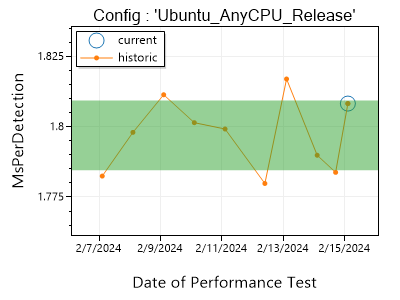 Config : 'Ubuntu_AnyCPU_Release'
current
historic
1.825
1.8
1.775
MsPerDetection
2/7/2024 2/9/2024 2/11/2024 2/13/2024 2/15/2024
Date of Performance Test